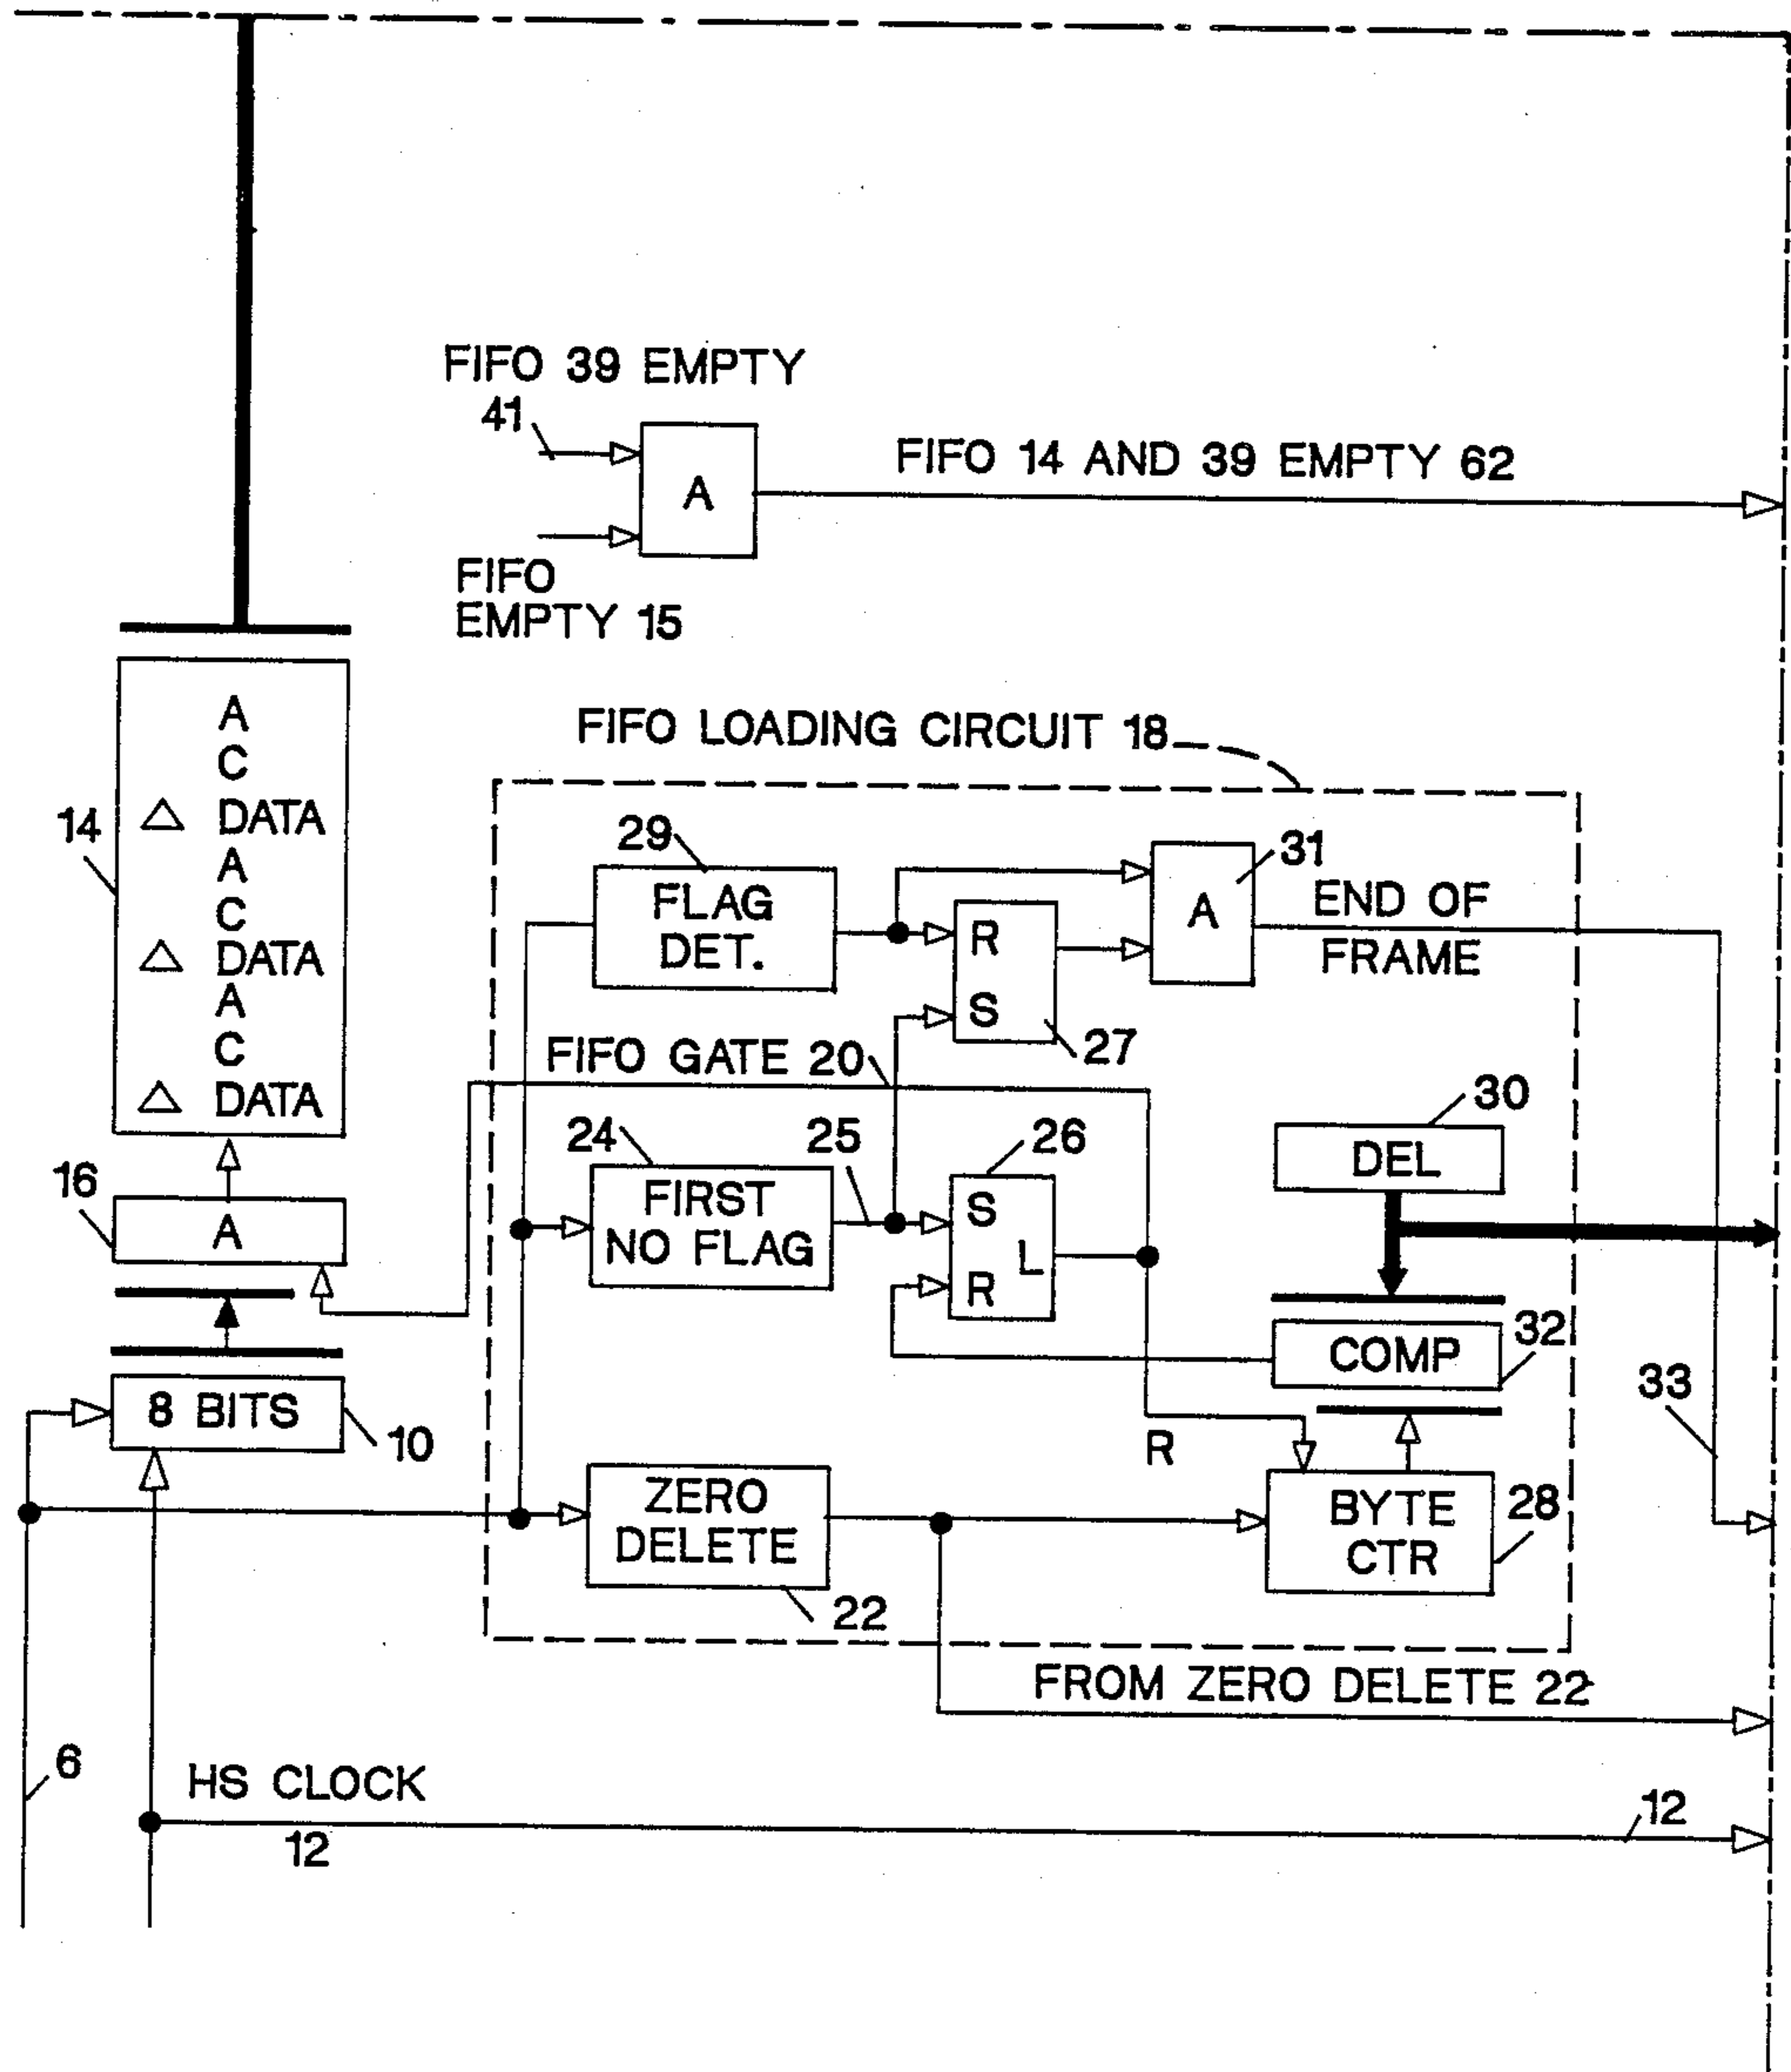 FIFO 39 EMPTY
41
A
FIFO 14 AND 39 EMPTY 62
FIFO
EMPTY 15
A
C
△ DATA
A
C
△ DATA
A
C
△ DATA
14
FIFO LOADING CIRCUIT 18
29
FLAG
DET.
R
S
27
31
A
END OF
FRAME
FIFO GATE 20
24
FIRST
NO FLAG
25
26
S
L
R
30
DEL
COMP
32
33
16
A
8 BITS
10
R
ZERO
DELETE
22
BYTE
CTR
28
FROM ZERO DELETE 22
6
HS CLOCK
12
12